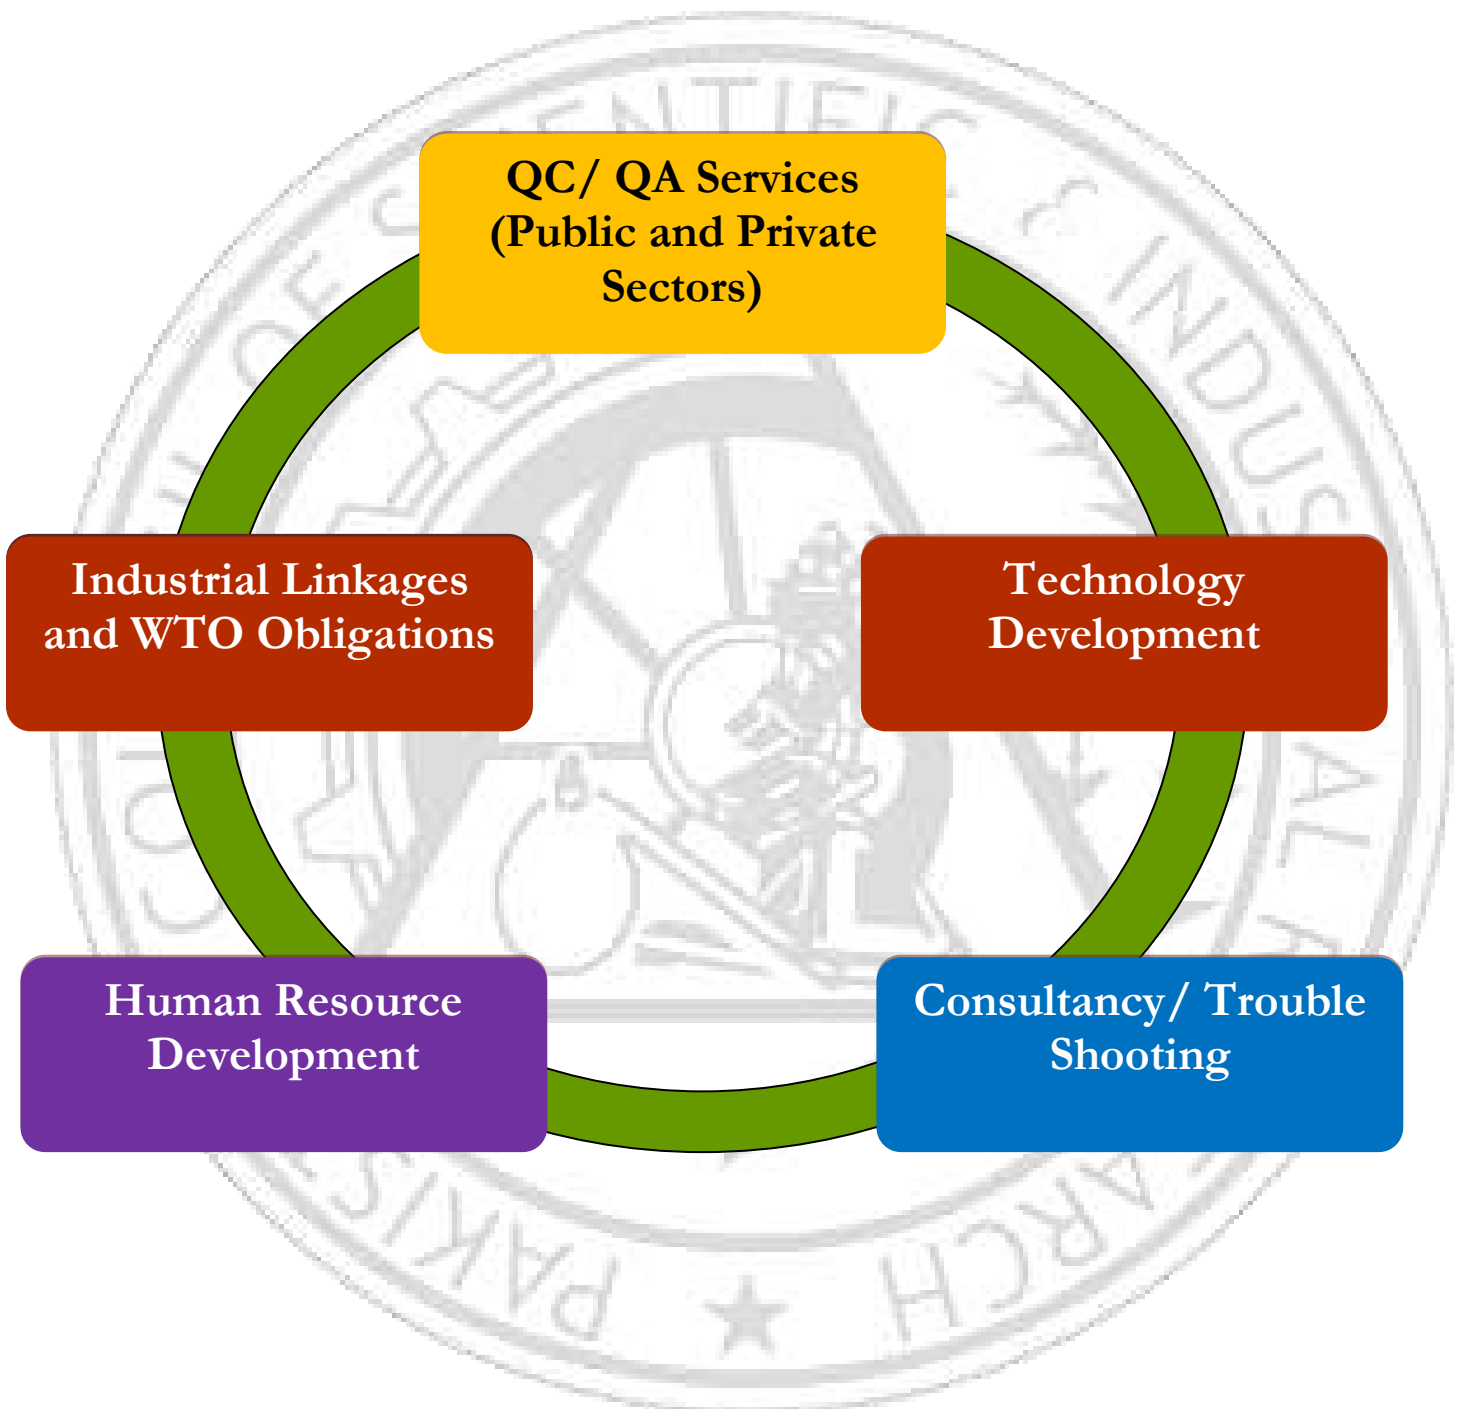 QC/ QA Services
(Public and Private
Sectors)
Industrial Linkages
and WTO Obligations
Technology
Development
Human Resource
Development
Consultancy/ Trouble
Shooting